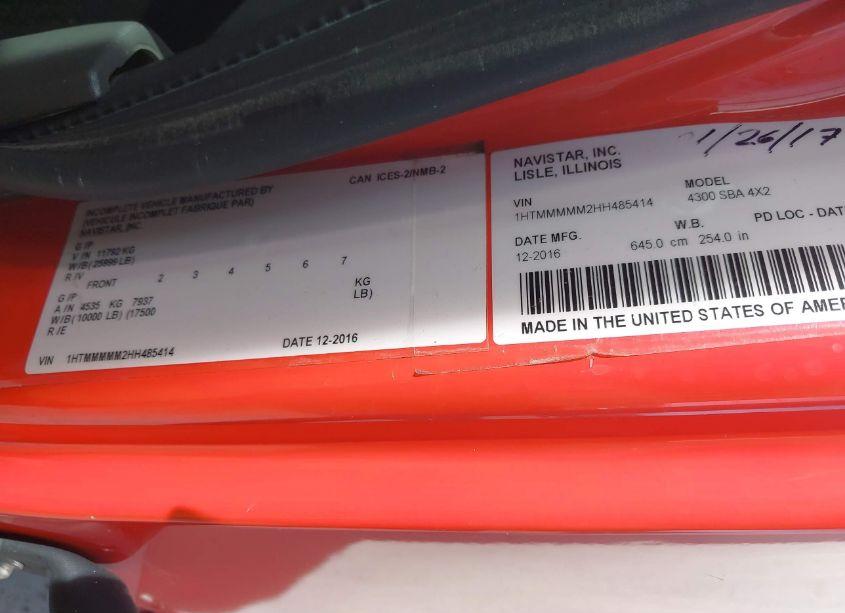 INCOMPLETE VEHICLE MANUFACTURED BY
(VEHICULE INCOMPLET FABRIQUE PAR)
NAVISTAR, INC.
CAN ICES-2/NMB-2
G /P
V /N 11792 KG
W/B( 25999 LB)
R /V
FRONT 2 3 4 5 6 7
G /P
A /N 4535 KG 7937 KG
W/B( 10000 LB) (17500 LB)
R /E
VIN 1HTMMMMM2HH485414
DATE 12-2016
1/26/17
NAVISTAR, INC.
LISLE, ILLINOIS
VIN MODEL
1HTMMMMM2HH485414 4300 SBA 4X2
DATE MFG. W.B. PD LOC - DAT
12-2016 645.0 cm 254.0 in
MADE IN THE UNITED STATES OF AMER